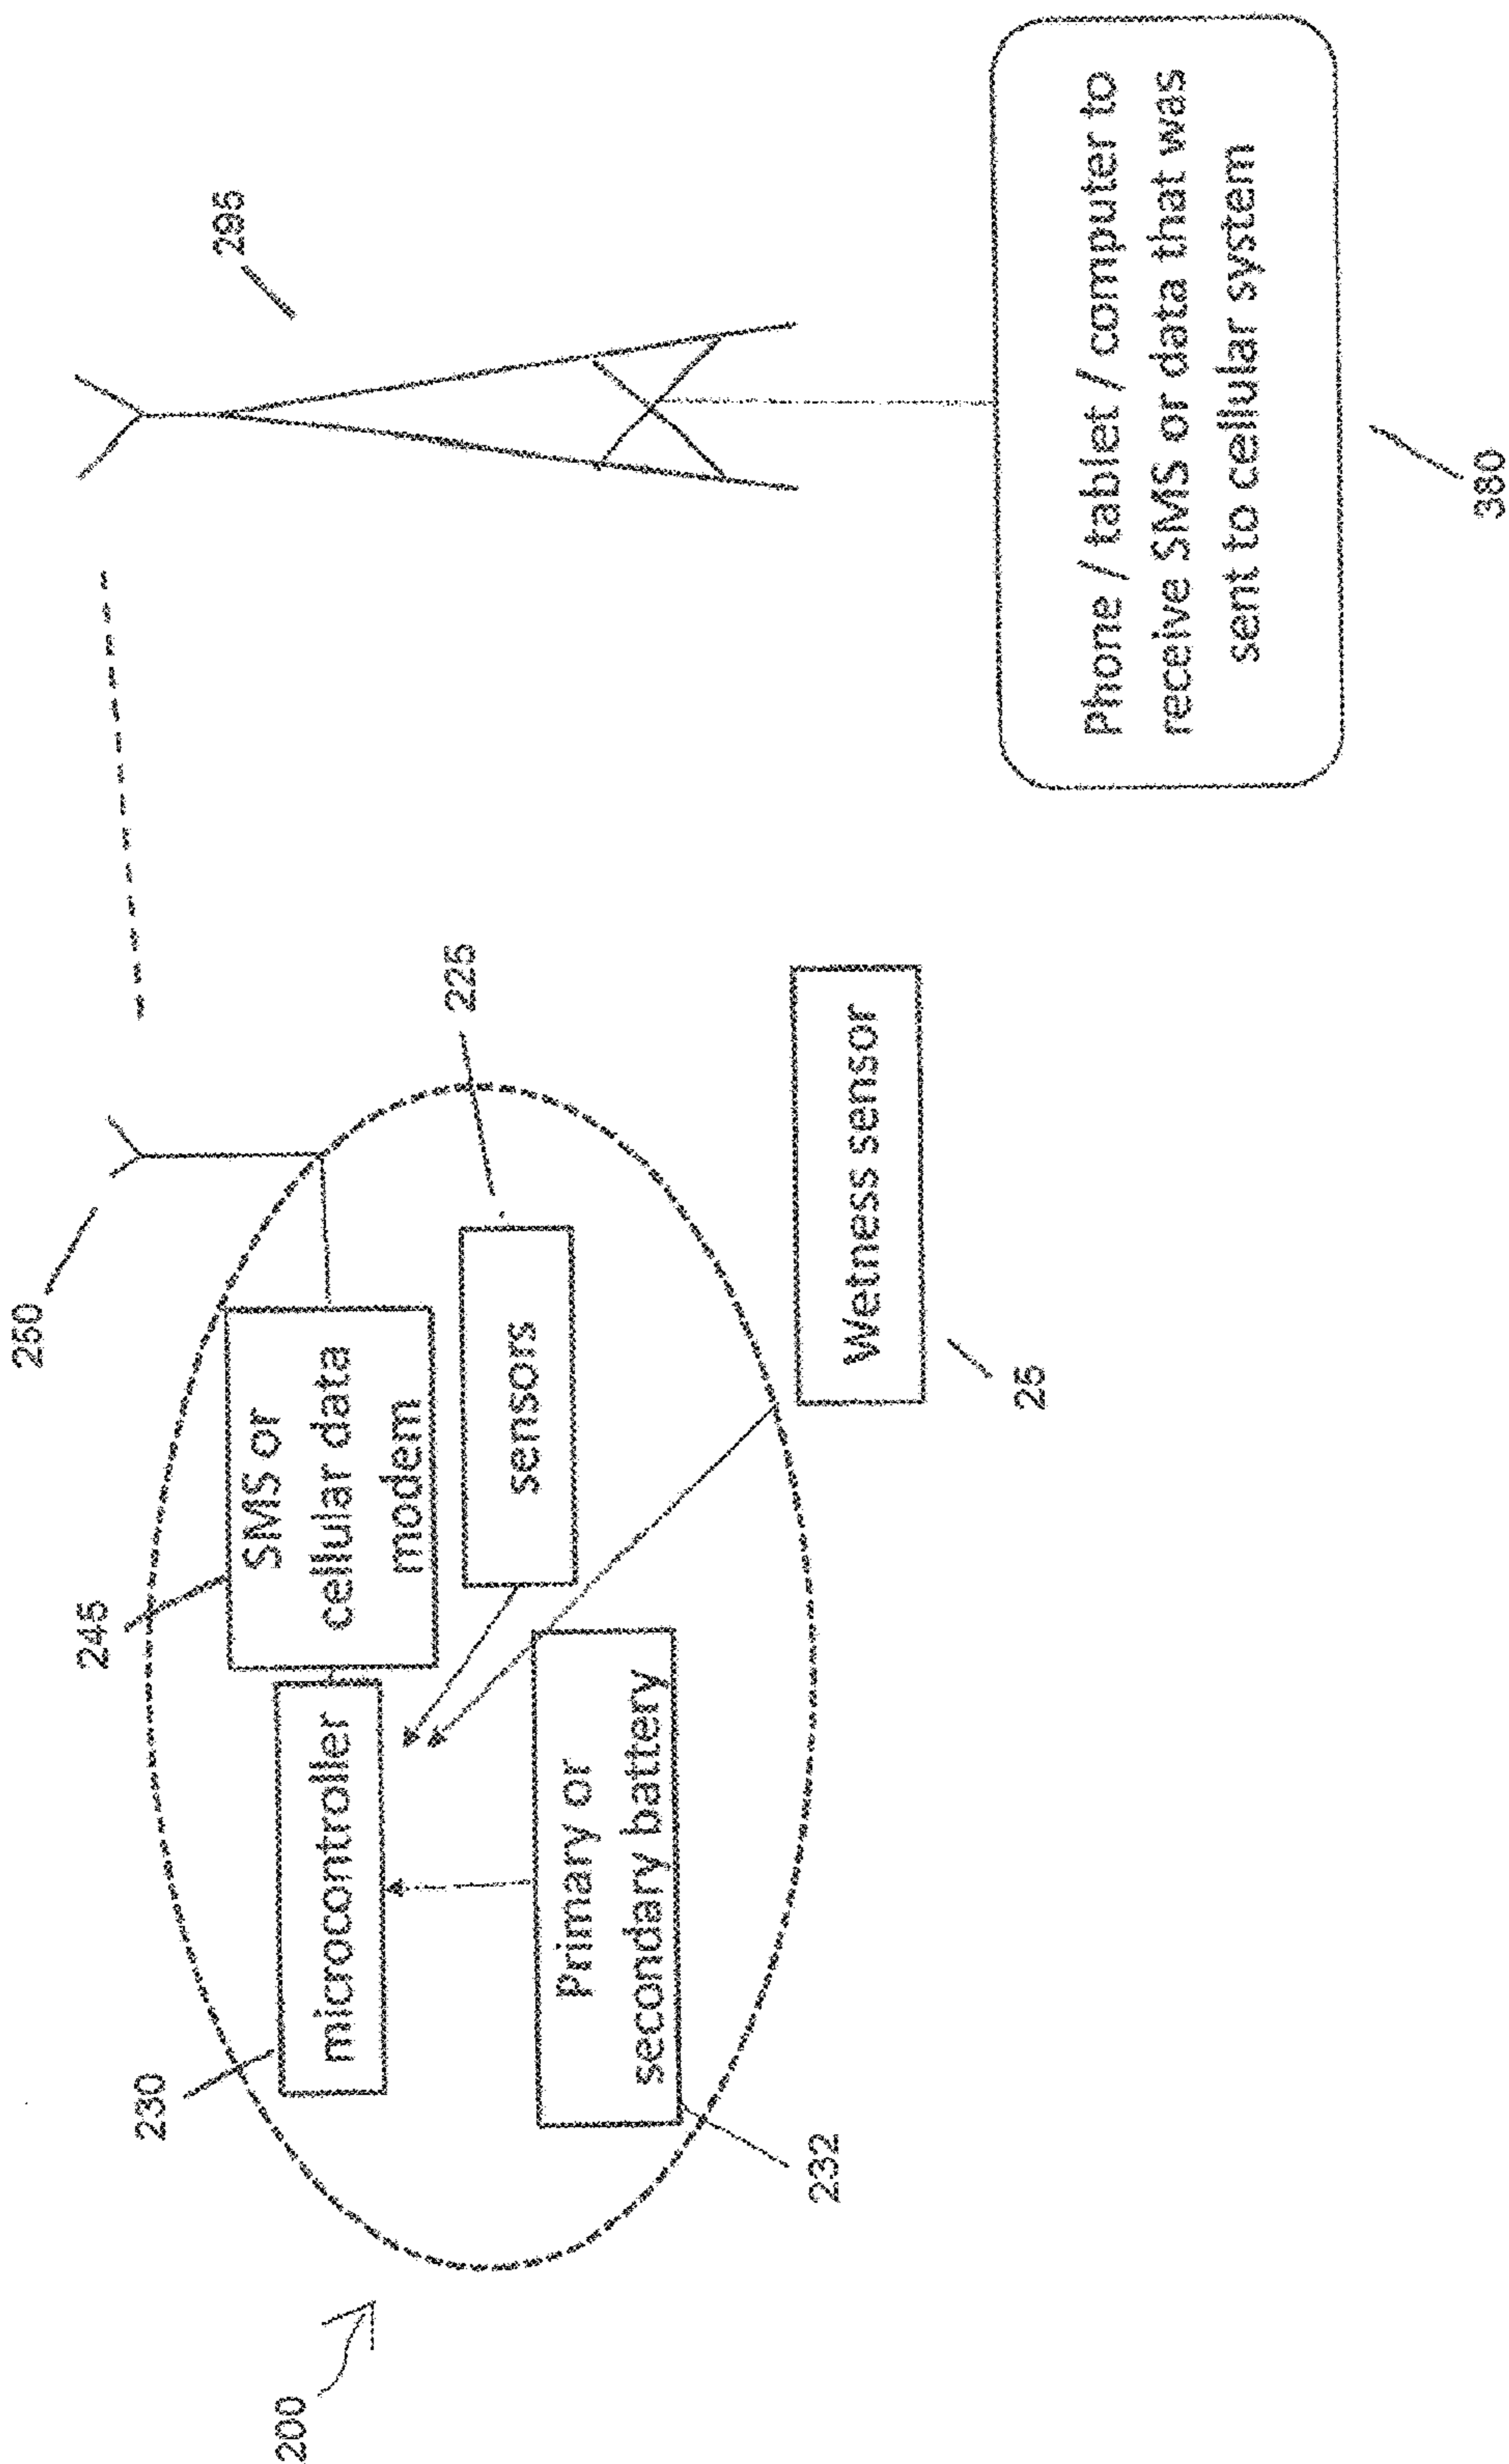 250
295
245
SMS or
cellular data
modem
225
230
microcontroller
sensors
200
Primary or
secondary battery
232
Wetness sensor
25
Phone / tablet / computer to
receive SMS or data that was
sent to cellular system
380